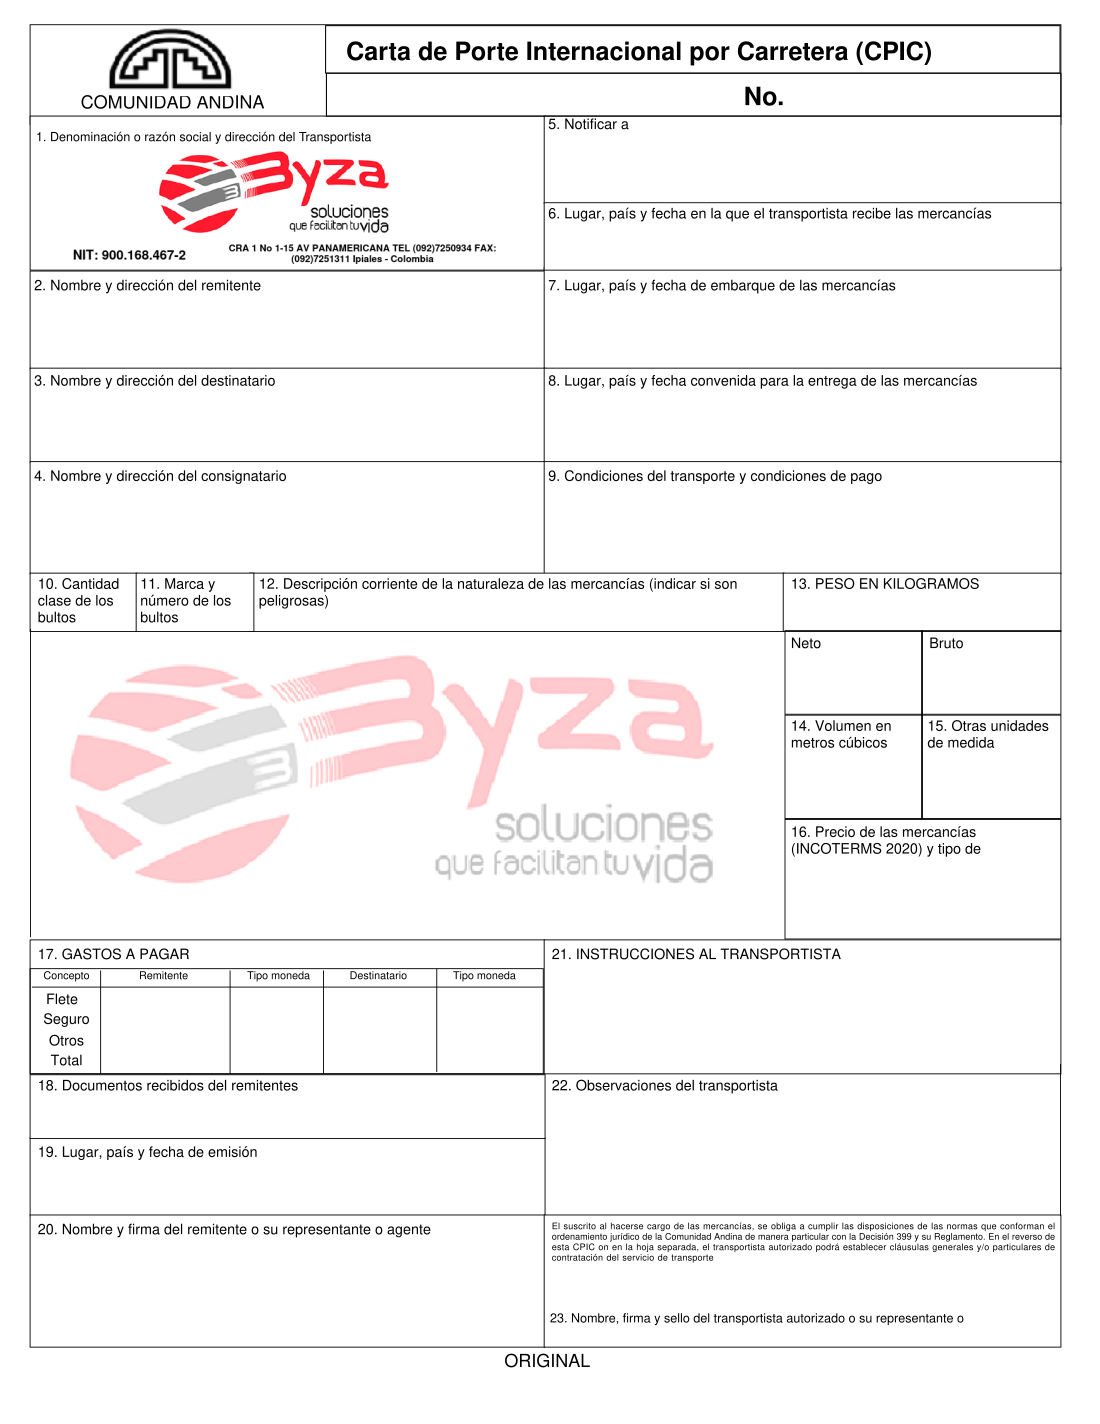 Carta de Porte Internacional por Carretera (CPIC)
COMUNIDAD ANDINA
No.
1. Denominación o razón social y dirección del Transportista
Byza
soluciones
que facilitan tu vida
NIT: 900.168.467-2
CRA 1 No 1-15 AV PANAMERICANA TEL (092)7250934 FAX:
(092)7251311 Ipiales - Colombia
5. Notificar a
6. Lugar, país y fecha en la que el transportista recibe las mercancías
2. Nombre y dirección del remitente
7. Lugar, país y fecha de embarque de las mercancías
3. Nombre y dirección del destinatario
8. Lugar, país y fecha convenida para la entrega de las mercancías
4. Nombre y dirección del consignatario
9. Condiciones del transporte y condiciones de pago
10. Cantidad
clase de los
bultos
11. Marca y
número de los
bultos
12. Descripción corriente de la naturaleza de las mercancías (indicar si son
peligrosas)
13. PESO EN KILOGRAMOS
Neto
Bruto
Byza
soluciones
que facilitan tu vida
14. Volumen en
metros cúbicos
15. Otras unidades
de medida
16. Precio de las mercancías
(INCOTERMS 2020) y tipo de
17. GASTOS A PAGAR
Concepto Remitente Tipo moneda Destinatario Tipo moneda
Flete
Seguro
Otros
Total
21. INSTRUCCIONES AL TRANSPORTISTA
18. Documentos recibidos del remitentes
22. Observaciones del transportista
19. Lugar, país y fecha de emisión
20. Nombre y firma del remitente o su representante o agente
El suscrito al hacerse cargo de las mercancías, se obliga a cumplir las disposiciones de las normas que conforman el
ordenamiento jurídico de la Comunidad Andina de manera particular con la Decisión 399 y su Reglamento. En el reverso de
esta CPIC on en la hoja separada, el transportista autorizado podrá establecer cláusulas generales y/o particulares de
contratación del servicio de transporte
23. Nombre, firma y sello del transportista autorizado o su representante o
ORIGINAL